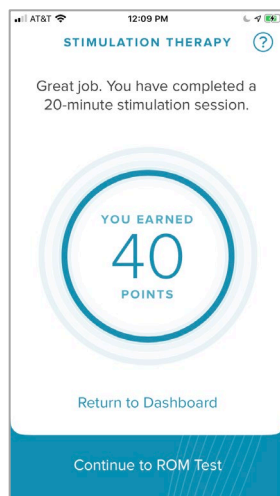 AT&T 12:09 PM
STIMULATION THERAPY ?
Great job. You have completed a
20-minute stimulation session.
YOU EARNED
40
POINTS
Return to Dashboard
Continue to ROM Test